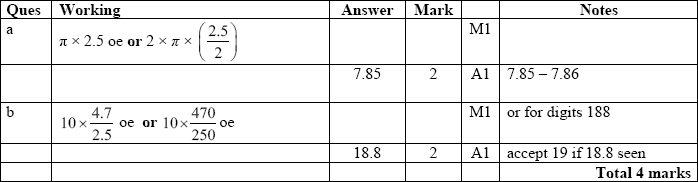 Ques Working Answer Mark Notes
a π × 2.5 oe or 2 × π × (2.5/2) M1
7.85 2 A1 7.85 – 7.86
b 10 × 4.7/2.5 oe or 10 × 470/250 oe M1 or for digits 188
18.8 2 A1 accept 19 if 18.8 seen
Total 4 marks